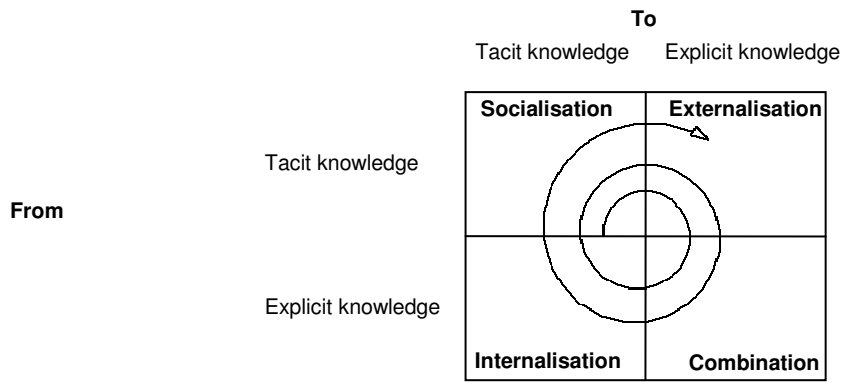 To
Tacit knowledge Explicit knowledge
Socialisation Externalisation
Tacit knowledge
From
Explicit knowledge
Internalisation Combination